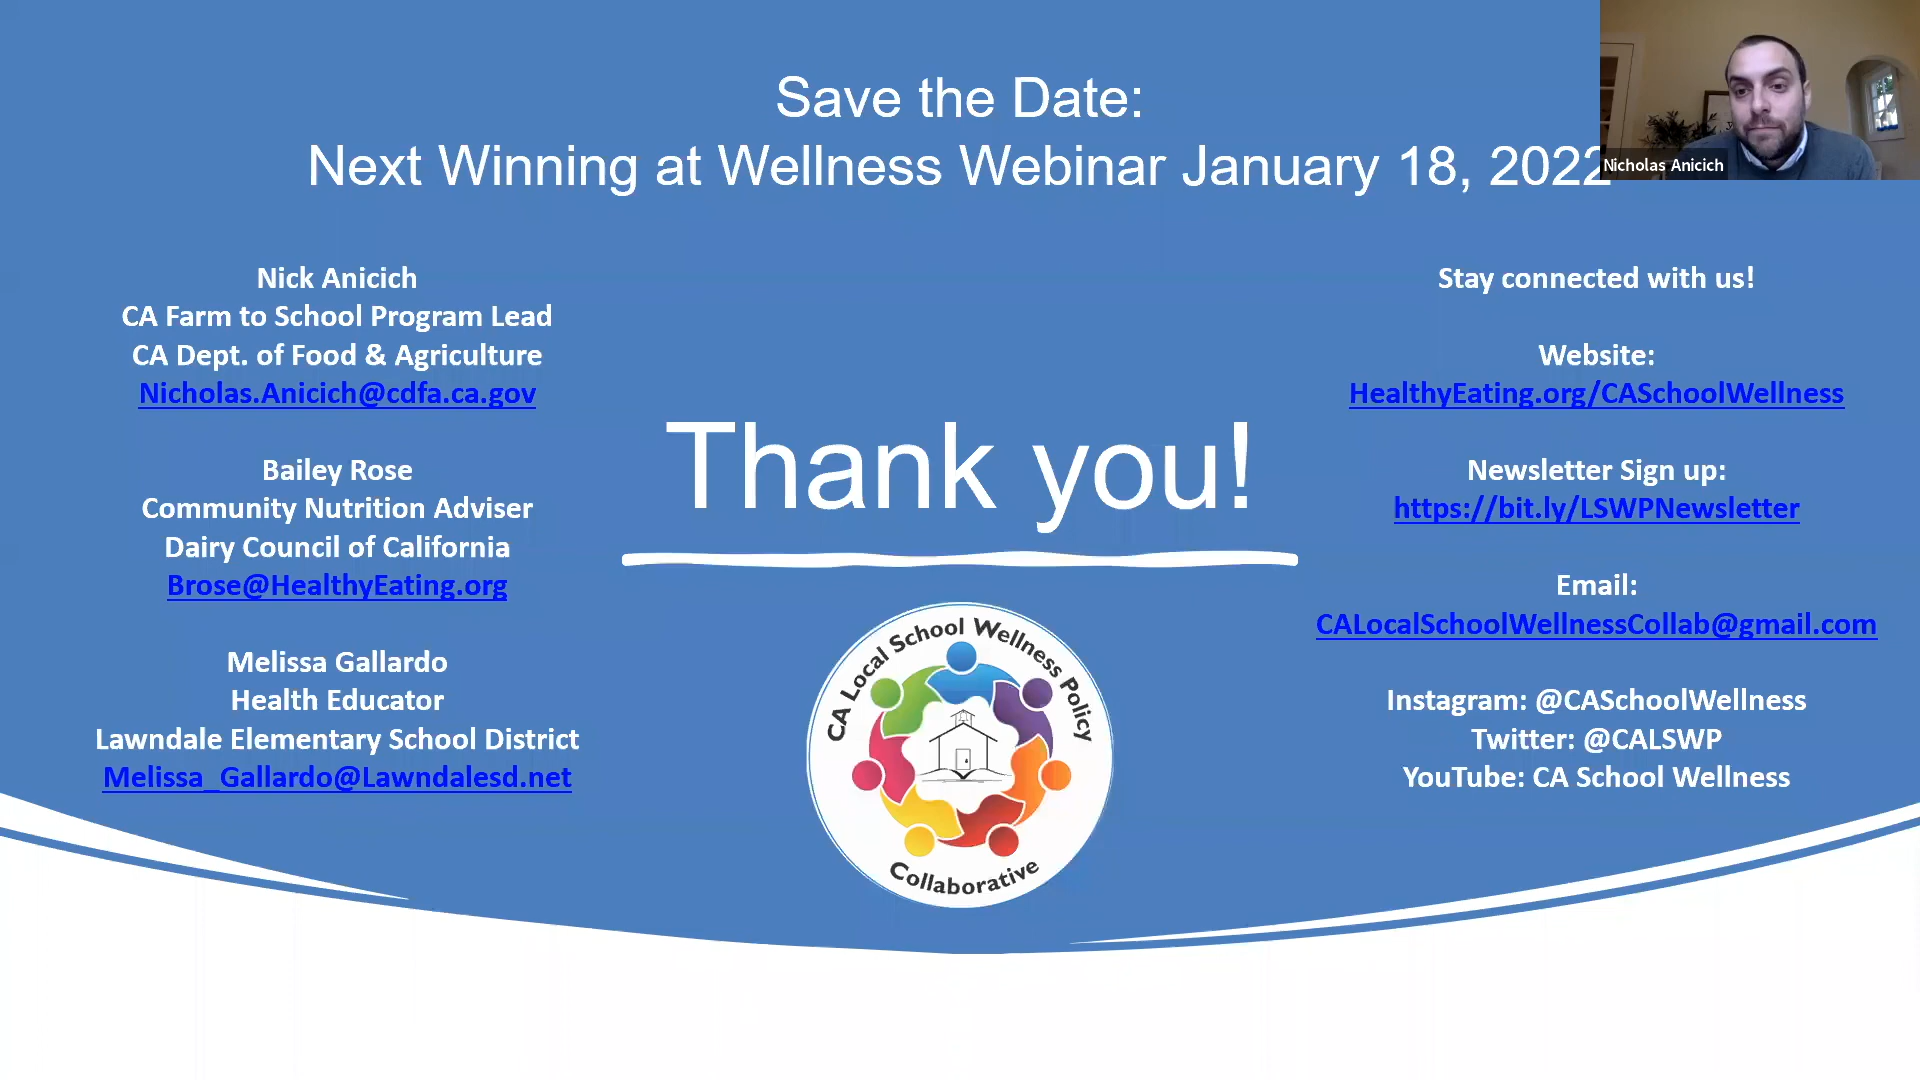 Save the Date:
Next Winning at Wellness Webinar January 18, 2022
Nicholas Anicich
Nick Anicich
CA Farm to School Program Lead
CA Dept. of Food & Agriculture
Nicholas.Anicich@cdfa.ca.gov
Bailey Rose
Community Nutrition Adviser
Dairy Council of California
Brose@HealthyEating.org
Melissa Gallardo
Health Educator
Lawndale Elementary School District
Melissa_Gallardo@Lawndalesd.net
Thank you!
CA Local School Wellness Policy
Collaborative
Stay connected with us!
Website:
HealthyEating.org/CASchoolWellness
Newsletter Sign up:
https://bit.ly/LSWPNewsletter
Email:
CALocalSchoolWellnessCollab@gmail.com
Instagram: @CASchoolWellness
Twitter: @CALSWP
YouTube: CA School Wellness